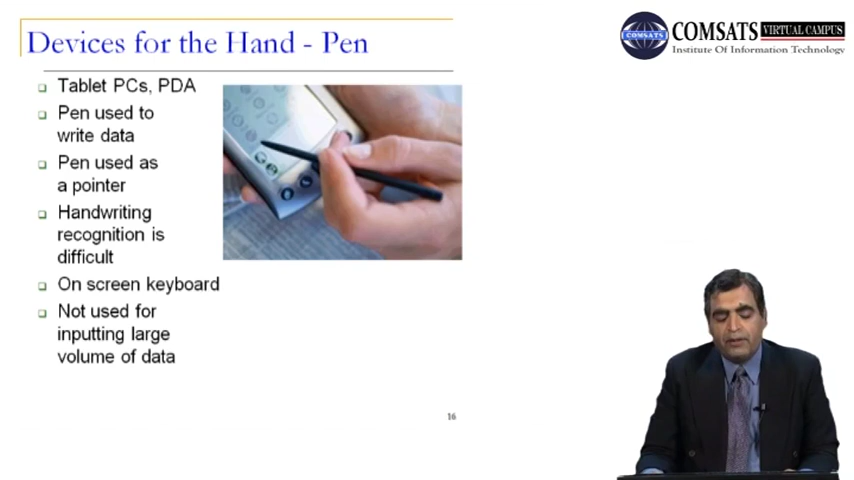 Devices for the Hand - Pen
Tablet PCs, PDA
Pen used to
write data
Pen used as
a pointer
Handwriting
recognition is
difficult
On screen keyboard
Not used for
inputting large
volume of data
16
COMSATS
COMSATS VIRTUAL CAMPUS
Institute Of Information Technology